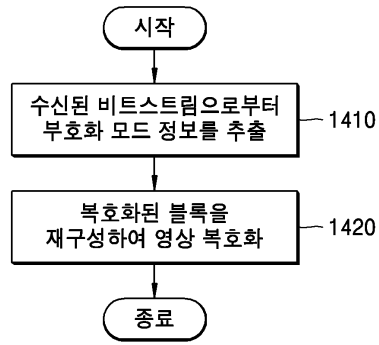 시작
수신된 비트스트림으로부터
부호화 모드 정보를 추출
1410
복호화된 블록을
재구성하여 영상 복호화
1420
종료